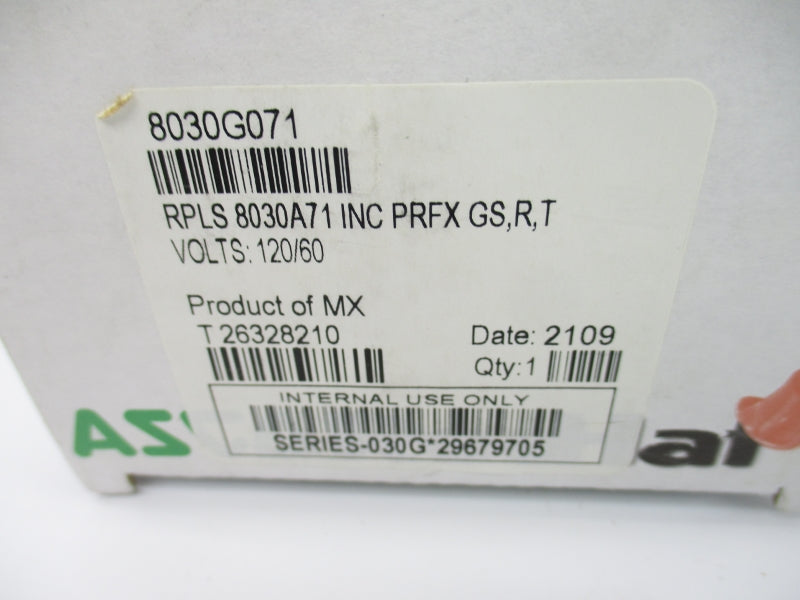 8030G071
RPLS 8030A71 INC PRFX GS,R,T
VOLTS: 120/60
Product of MX
T 26328210
Date: 2109
Qty:1
INTERNAL USE ONLY
SERIES-030G*29679705